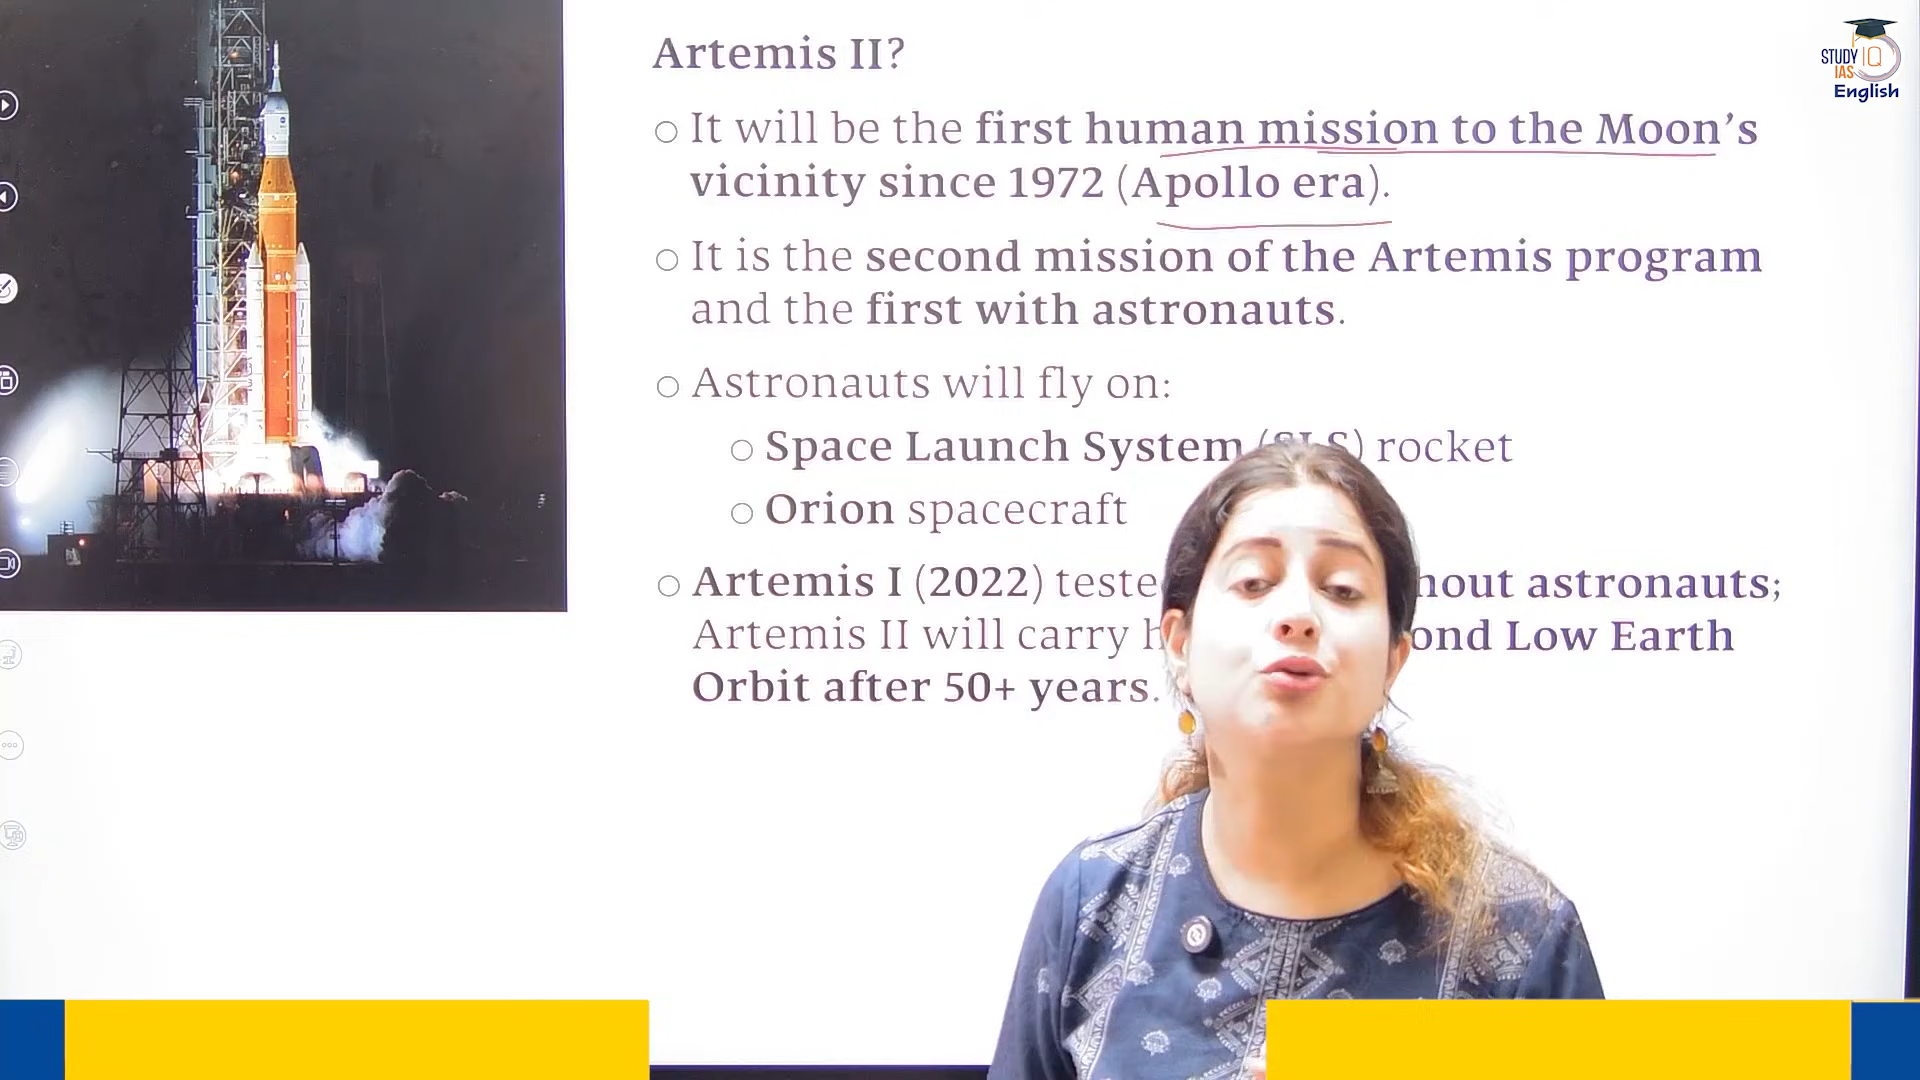 Artemis II?
STUDY IQ
IAS
English
○ It will be the first human mission to the Moon's
vicinity since 1972 (Apollo era).
○ It is the second mission of the Artemis program
and the first with astronauts.
○ Astronauts will fly on:
○ Space Launch System (SLS) rocket
○ Orion spacecraft
○ Artemis I (2022) astronauts;
Artemis II will carry Low Earth
Orbit after 50+ years.